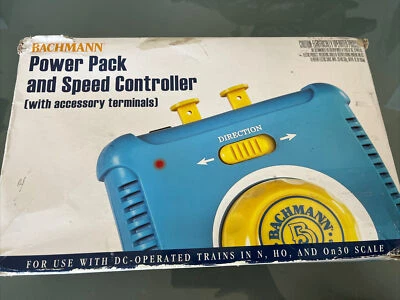 BACHMANN
Power Pack
and Speed Controller
(with accessory terminals)
DIRECTION
BACHMANN
B
FOR USE WITH DC-OPERATED TRAINS IN N, HO, AND On30 SCALE